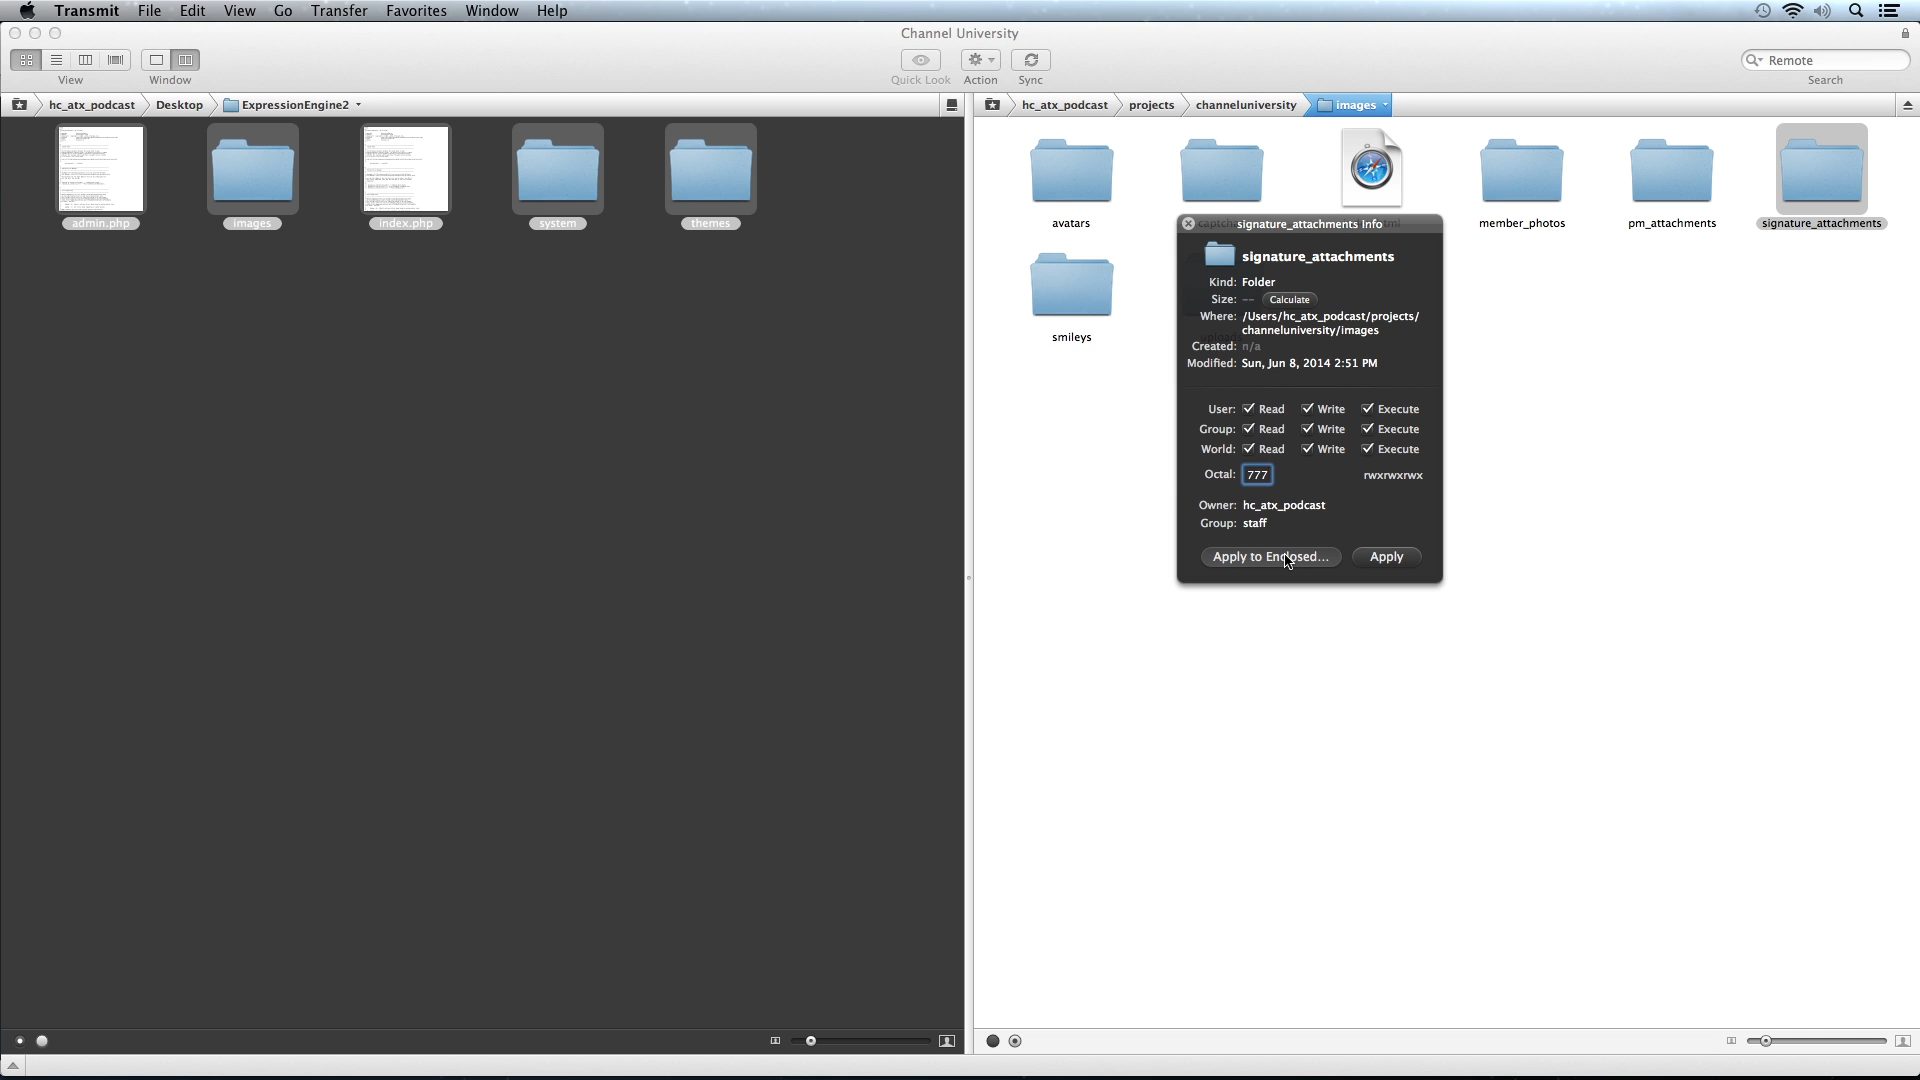 Transmit File Edit View Go Transfer Favorites Window Help
Channel University
View
Window
Quick Look
Action
Sync
Remote
Search
hc_atx_podcast
Desktop
ExpressionEngine2
hc_atx_podcast
projects
channeluniversity
images
admin.php
images
index.php
system
themes
avatars
member_photos
pm_attachments
signature_attachments
smileys
signature_attachments Info
signature_attachments
Kind: Folder
Size: -- Calculate
Where: /Users/hc_atx_podcast/projects/
channeluniversity/images
Created: n/a
Modified: Sun, Jun 8, 2014 2:51 PM
User: Read Write Execute
Group: Read Write Execute
World: Read Write Execute
Octal: 777 rwxrwxrwx
Owner: hc_atx_podcast
Group: staff
Apply to Enclosed...
Apply